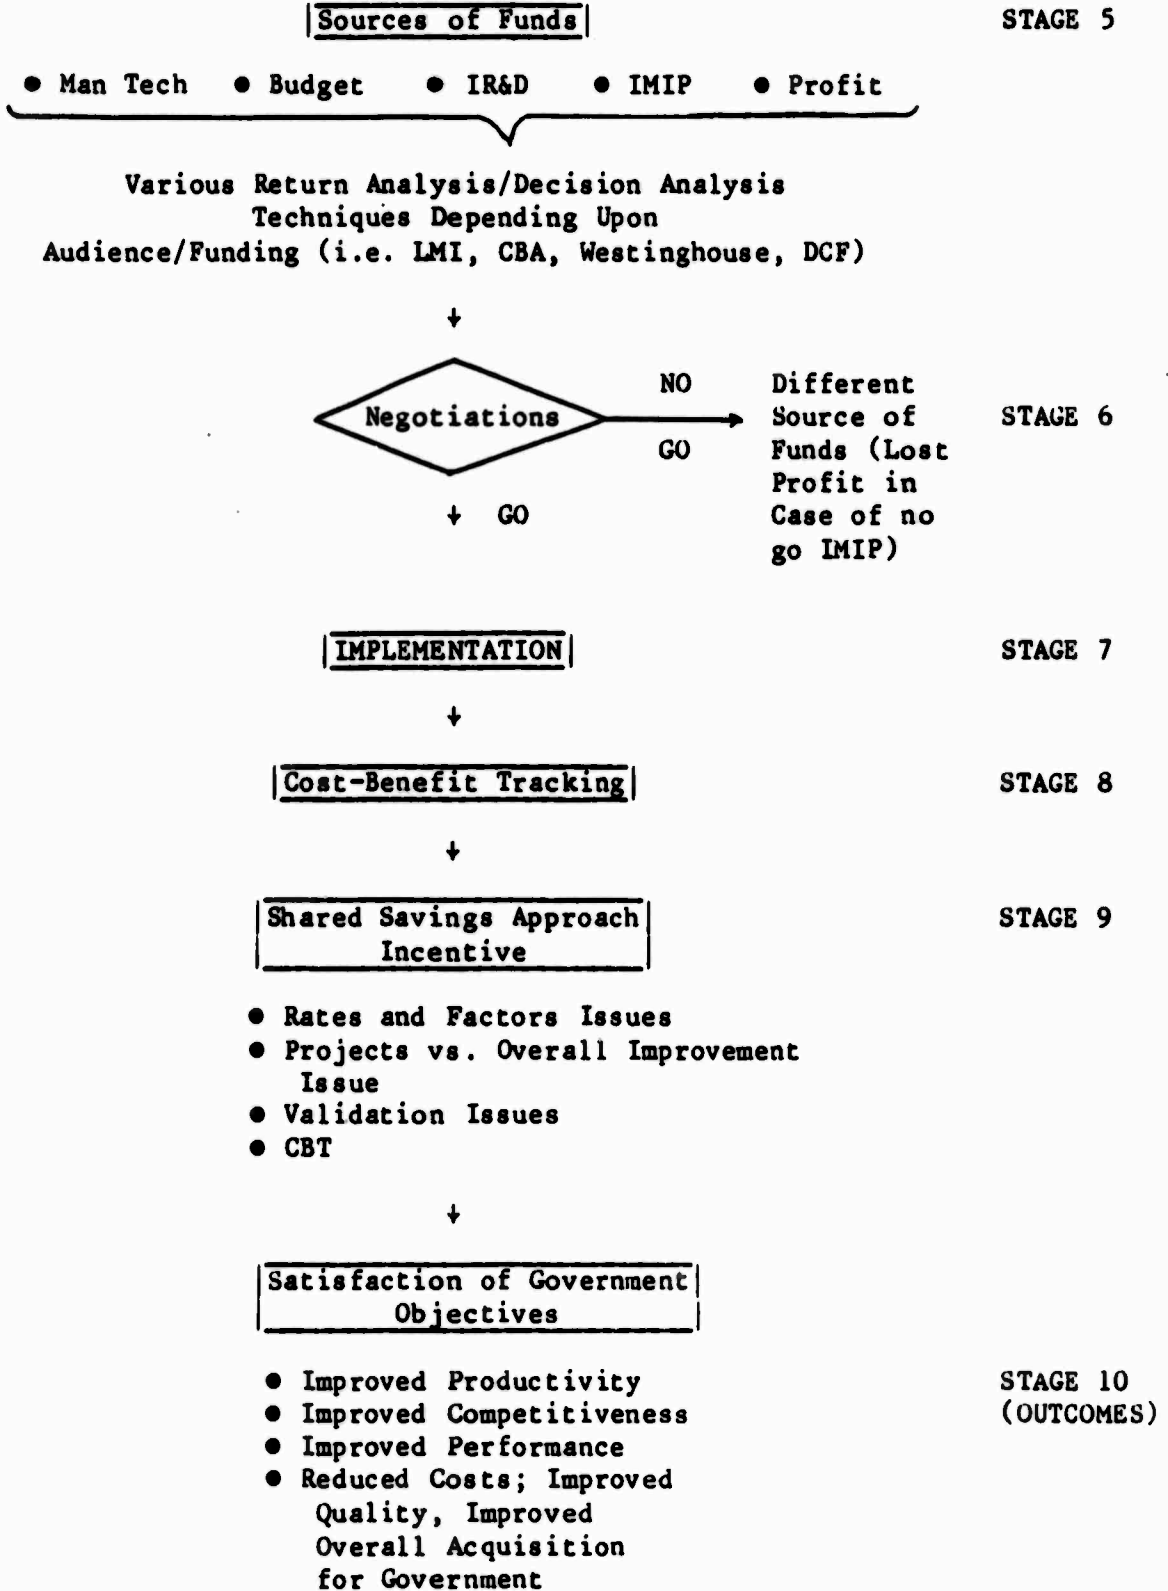 Sources of Funds STAGE 5
● Man Tech ● Budget ● IR&D ● IMIP ● Profit
Various Return Analysis/Decision Analysis
Techniques Depending Upon
Audience/Funding (i.e. LMI, CBA, Westinghouse, DCF)
Negotiations
NO
GO
Different
Source of
Funds (Lost
Profit in
Case of no
go IMIP)
STAGE 6
GO
IMPLEMENTATION STAGE 7
Cost-Benefit Tracking STAGE 8
Shared Savings Approach
Incentive
STAGE 9
● Rates and Factors Issues
● Projects vs. Overall Improvement
Issue
● Validation Issues
● CBT
Satisfaction of Government
Objectives
● Improved Productivity
● Improved Competitiveness
● Improved Performance
● Reduced Costs; Improved
Quality, Improved
Overall Acquisition
for Government
STAGE 10
(OUTCOMES)